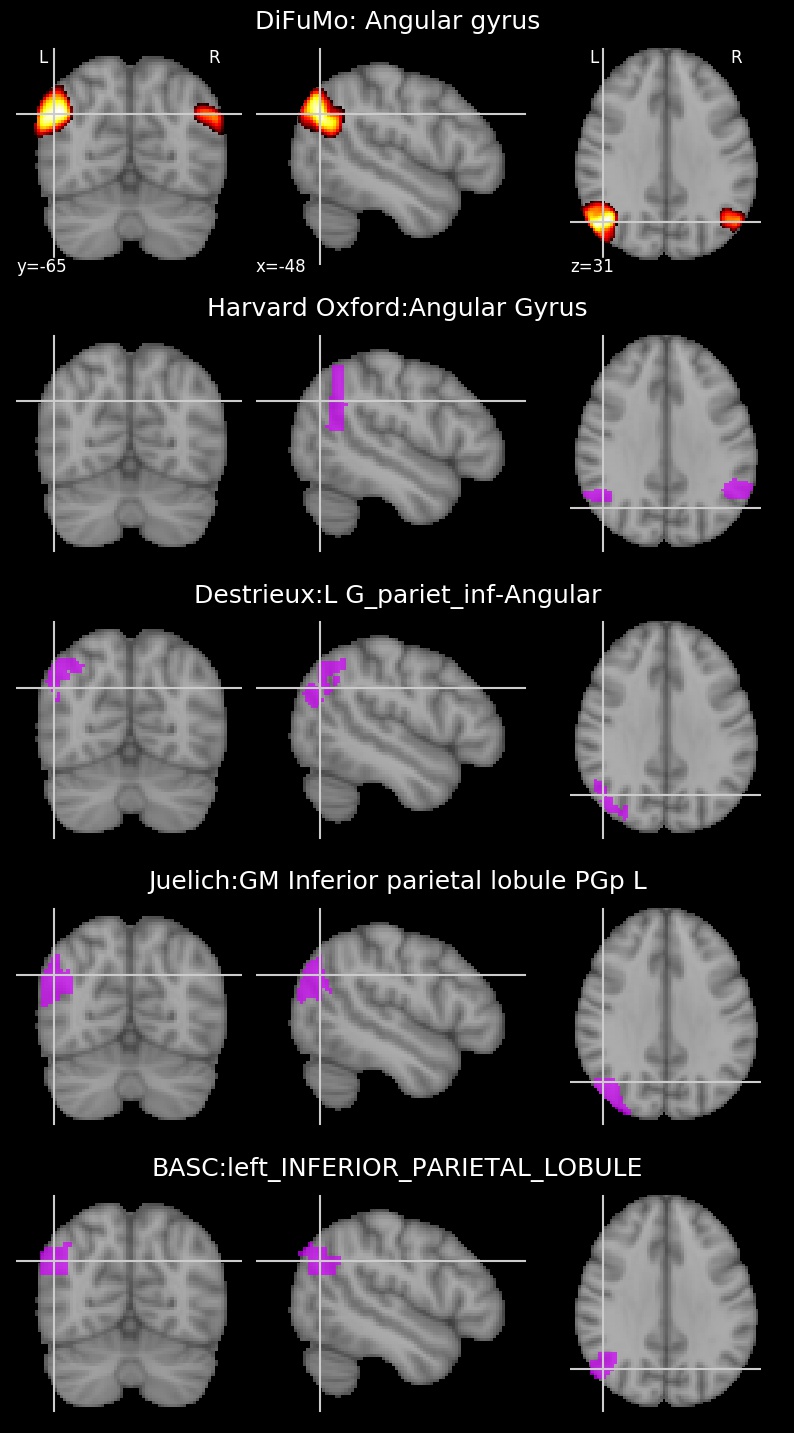 DiFuMo: Angular gyrus
L R L R
y=-65 x=-48 z=31
Harvard Oxford:Angular Gyrus
Destrieux:L G_pariet_inf-Angular
Juelich:GM Inferior parietal lobule PGp L
BASC:left_INFERIOR_PARIETAL_LOBULE